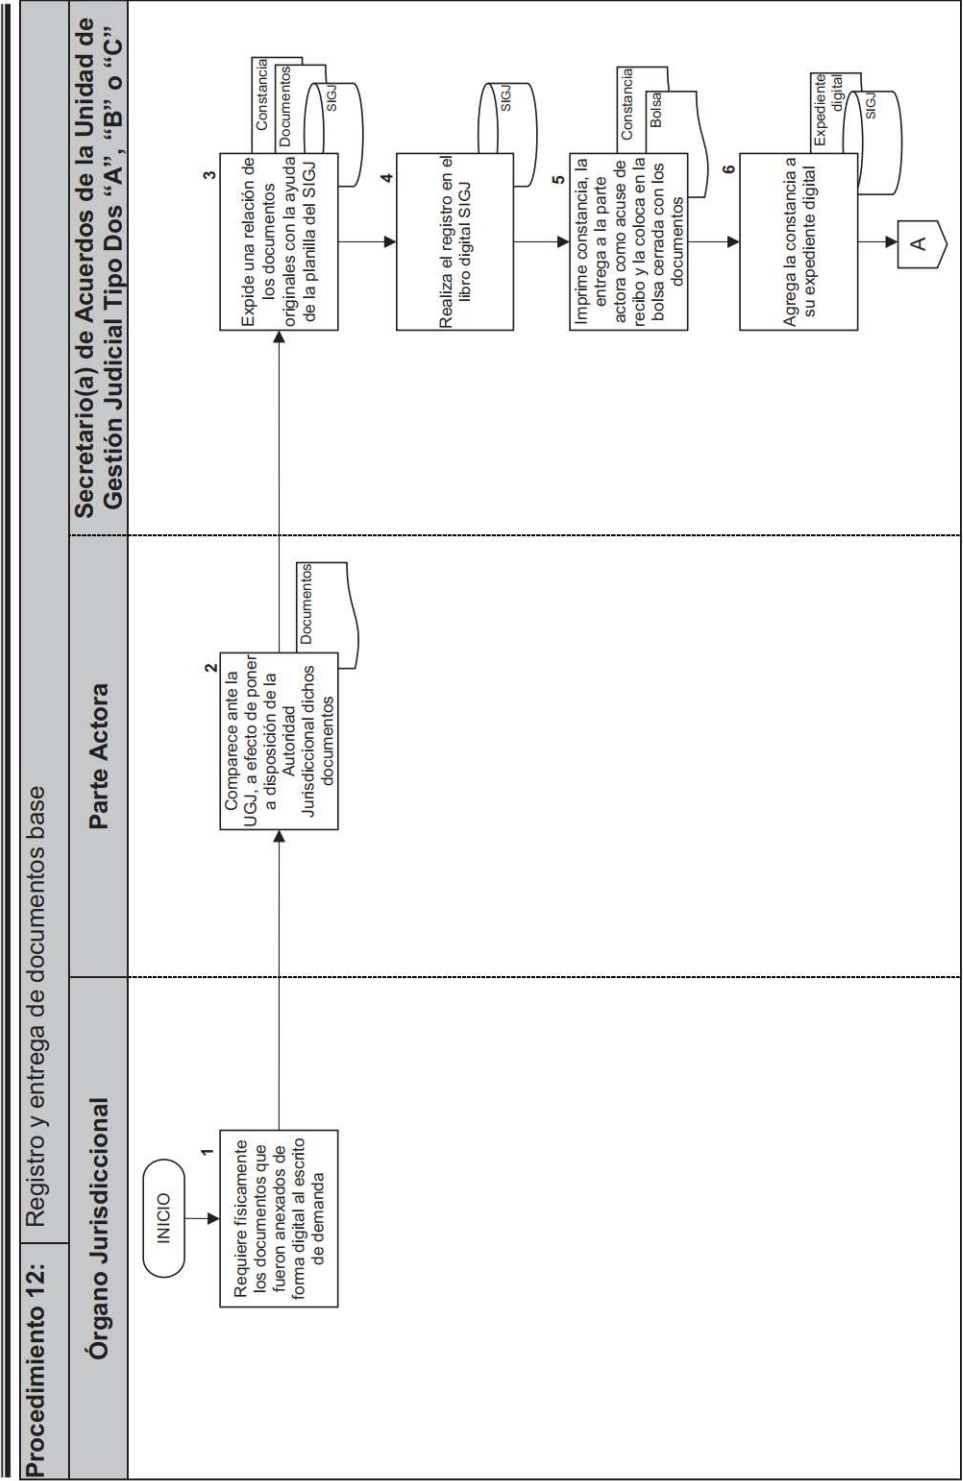 Procedimiento 12:
Registro y entrega de documentos base
Órgano Jurisdiccional
Parte Actora
Secretario(a) de Acuerdos de la Unidad de
Gestión Judicial Tipo Dos “A”, “B” o “C”
INICIO
1
Requiere físicamente
los documentos que
fueron anexados de
forma digital al escrito
de demanda
2
Comparece ante la
UGJ, a efecto de poner
a disposición de la
Autoridad
Jurisdiccional dichos
documentos
Documentos
3
Expide una relación de
los documentos
originales con la ayuda
de la planilla del SIGJ
Constancia
Documentos
SIGJ
4
Realiza el registro en el
libro digital SIGJ
SIGJ
5
Imprime constancia, la
entrega a la parte
actora como acuse de
recibo y la coloca en la
bolsa cerrada con los
documentos
Constancia
Bolsa
6
Agrega la constancia a
su expediente digital
Expediente
digital
SIGJ
A